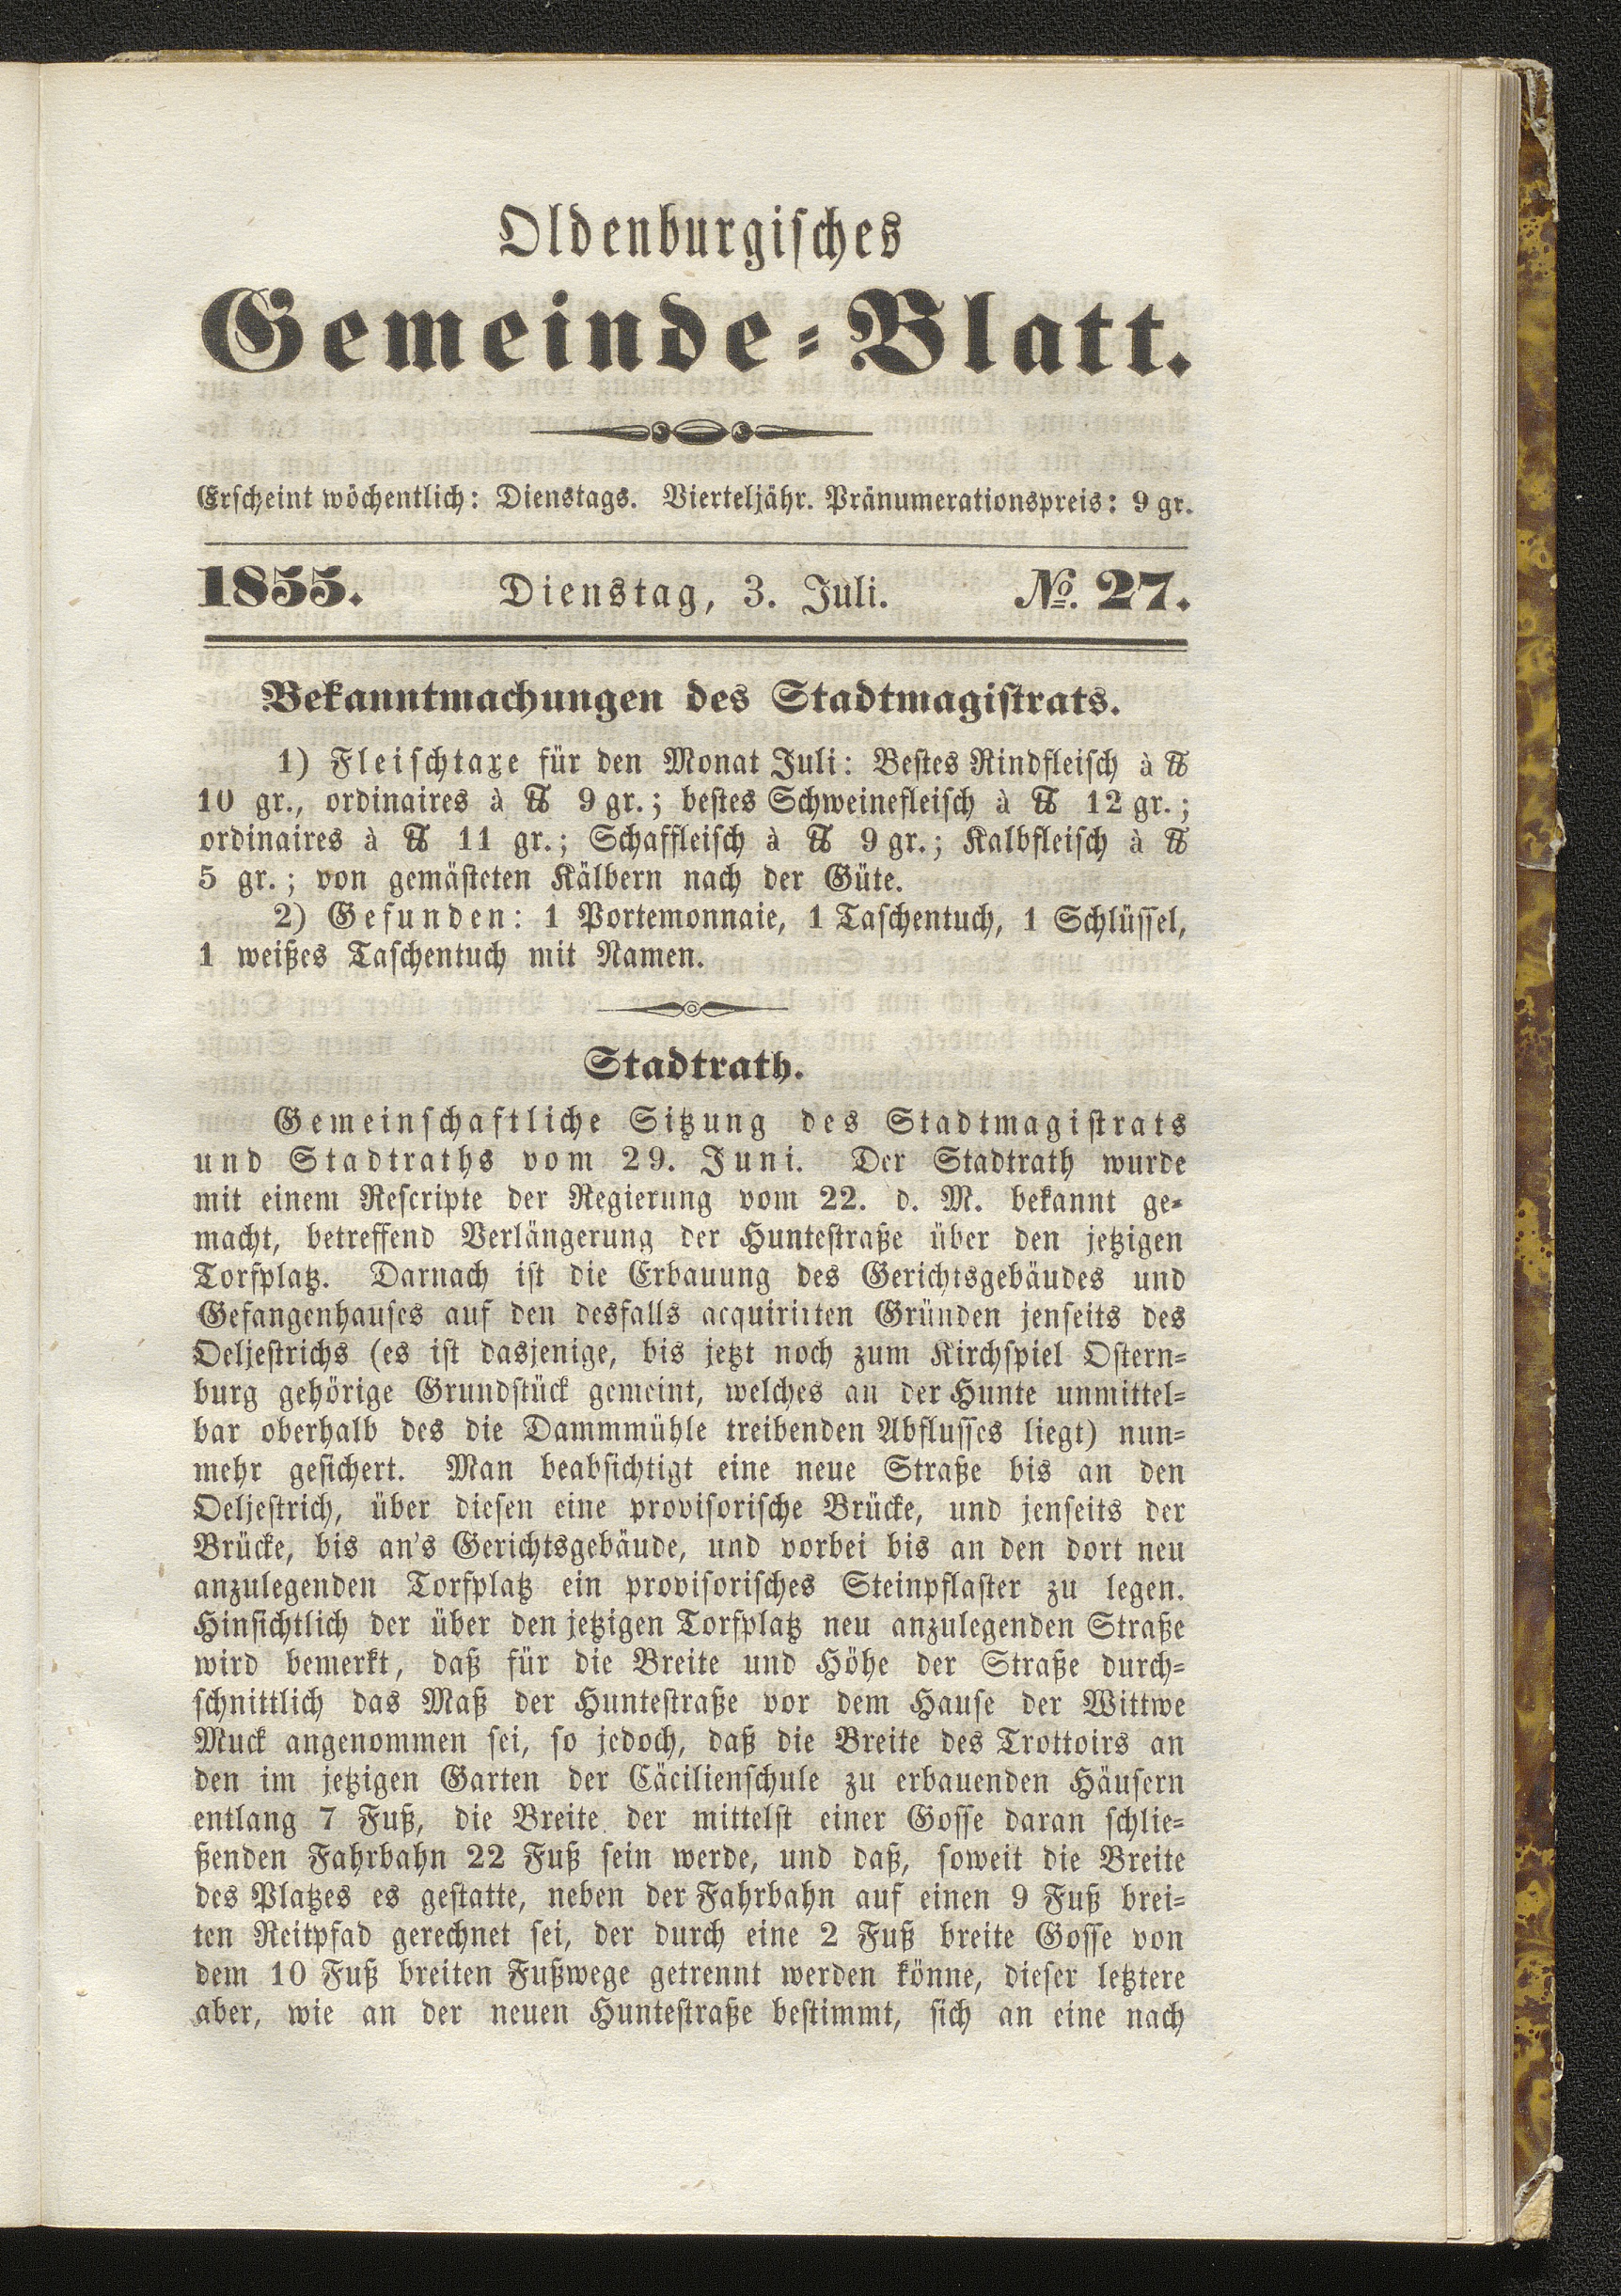 Oldenburgisches
Gemeinde-Blatt.
Erscheint wöchentlich: Dienstags. Vierteljähr. Pränumerationspreis: 9 gr.
1855. Dienstag, 3. Juli. № 27.
Bekanntmachungen des Stadtmagistrats.
1) Fleischtaxe für den Monat Juli: Bestes Rindfleisch à ℔
10 gr., ordinaires à ℔ 9 gr.; bestes Schweinefleisch à ℔ 12 gr.;
ordinaires à ℔ 11 gr.; Schaffleisch à ℔ 9 gr.; Kalbfleisch à ℔
5 gr.; von gemästeten Kälbern nach der Güte.
2) Gefunden: 1 Portemonnaie, 1 Taschentuch, 1 Schlüssel,
1 weißes Taschentuch mit Namen.
Stadtrath.
Gemeinschaftliche Sitzung des Stadtmagistrats
und Stadtraths vom 29. Juni. Der Stadtrath wurde
mit einem Rescripte der Regierung vom 22. d. M. bekannt ge-
macht, betreffend Verlängerung der Huntestraße über den jetzigen
Torfplatz. Darnach ist die Erbauung des Gerichtsgebäudes und
Gefangenhauses auf den desfalls acquirirten Gründen jenseits des
Oeljestrichs (es ist dasjenige, bis jetzt noch zum Kirchspiel Ostern-
burg gehörige Grundstück gemeint, welches an der Hunte unmittel-
bar oberhalb des die Dammmühle treibenden Abflusses liegt) nun-
mehr gesichert. Man beabsichtigt eine neue Straße bis an den
Oeljestrich, über diesen eine provisorische Brücke, und jenseits der
Brücke, bis an's Gerichtsgebäude, und vorbei bis an den dort neu
anzulegenden Torfplatz ein provisorisches Steinpflaster zu legen.
Hinsichtlich der über den jetzigen Torfplatz neu anzulegenden Straße
wird bemerkt, daß für die Breite und Höhe der Straße durch-
schnittlich das Maß der Huntestraße vor dem Hause der Wittwe
Muck angenommen sei, so jedoch, daß die Breite des Trottoirs an
den im jetzigen Garten der Cäcilienschule zu erbauenden Häusern
entlang 7 Fuß, die Breite der mittelst einer Gosse daran schlie-
ßenden Fahrbahn 22 Fuß sein werde, und daß, soweit die Breite
des Platzes es gestatte, neben der Fahrbahn auf einen 9 Fuß brei-
ten Reitpfad gerechnet sei, der durch eine 2 Fuß breite Gosse von
dem 10 Fuß breiten Fußwege getrennt werden könne, dieser letztere
aber, wie an der neuen Huntestraße bestimmt, sich an eine nach